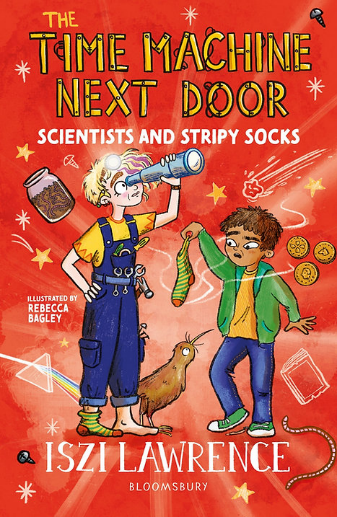 THE
TIME MACHINE
NEXT DOOR
SCIENTISTS AND STRIPY SOCKS
ILLUSTRATED BY
REBECCA
BAGLEY
ISZI LAWRENCE
BLOOMSBURY